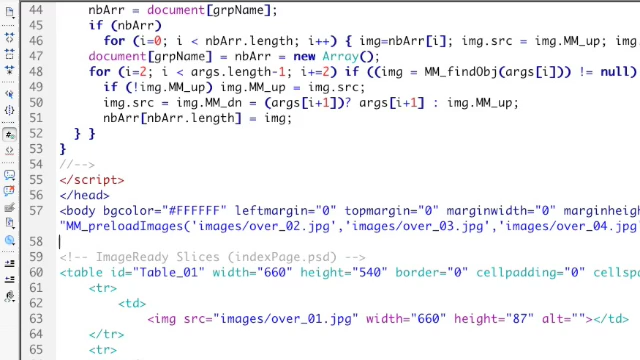 44 nbArr = document[grpName];
45 if (nbArr)
46 for (i=0; i < nbArr.length; i++) { img=nbArr[i]; img.src = img.MM_up; img.
47 document[grpName] = nbArr = new Array();
48 for (i=2; i < args.length-1; i+=2) if ((img = MM_findObj(args[i])) != null)
49 if (!img.MM_up) img.MM_up = img.src;
50 img.src = img.MM_dn = (args[i+1])? args[i+1] : img.MM_up;
51 nbArr[nbArr.length] = img;
52 } }
53 }
54 //-->
55 </script>
56 </head>
57 <body bgcolor="#FFFFFF" leftmargin="0" topmargin="0" marginwidth="0" marginheigh
"MM_preloadImages('images/over_02.jpg','images/over_03.jpg','images/over_04.jpg'
58
59 <!-- ImageReady Slices (indexPage.psd) -->
60 <table id="Table_01" width="660" height="540" border="0" cellpadding="0" cellspa
61 <tr>
62 <td>
63 <img src="images/over_01.jpg" width="660" height="87" alt=""></td>
64 </tr>
65 <tr>